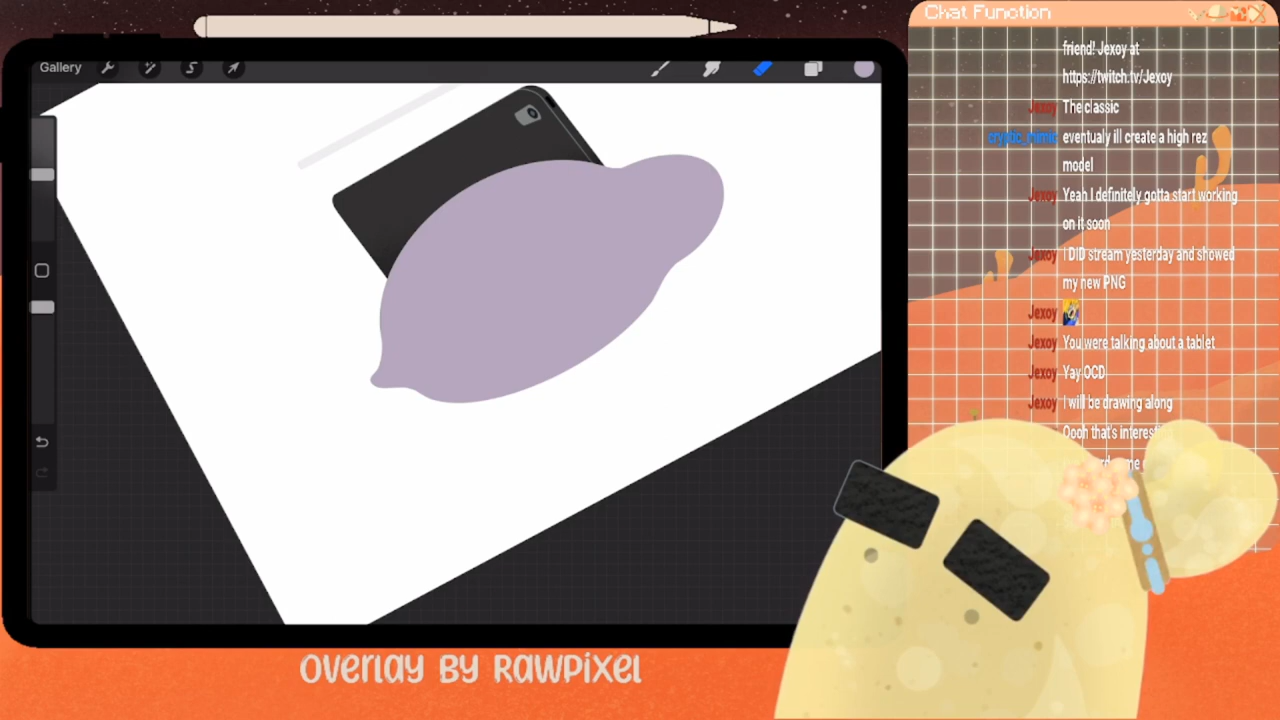 Chat Function
Gallery
friend! Jexoy at
https://twitch.tv/Jexoy
Jexoy The classic
cryptic_mimic eventualy ill create a high rez
model
Jexoy Yeah I definitely gotta start working
on it soon
Jexoy I DID stream yesterday and showed
my new PNG
Jexoy
Jexoy You were talking about a tablet
Jexoy Yay OCD
Jexoy I will be drawing along
Oooh that's
OVERLAY BY RAWPIXEL